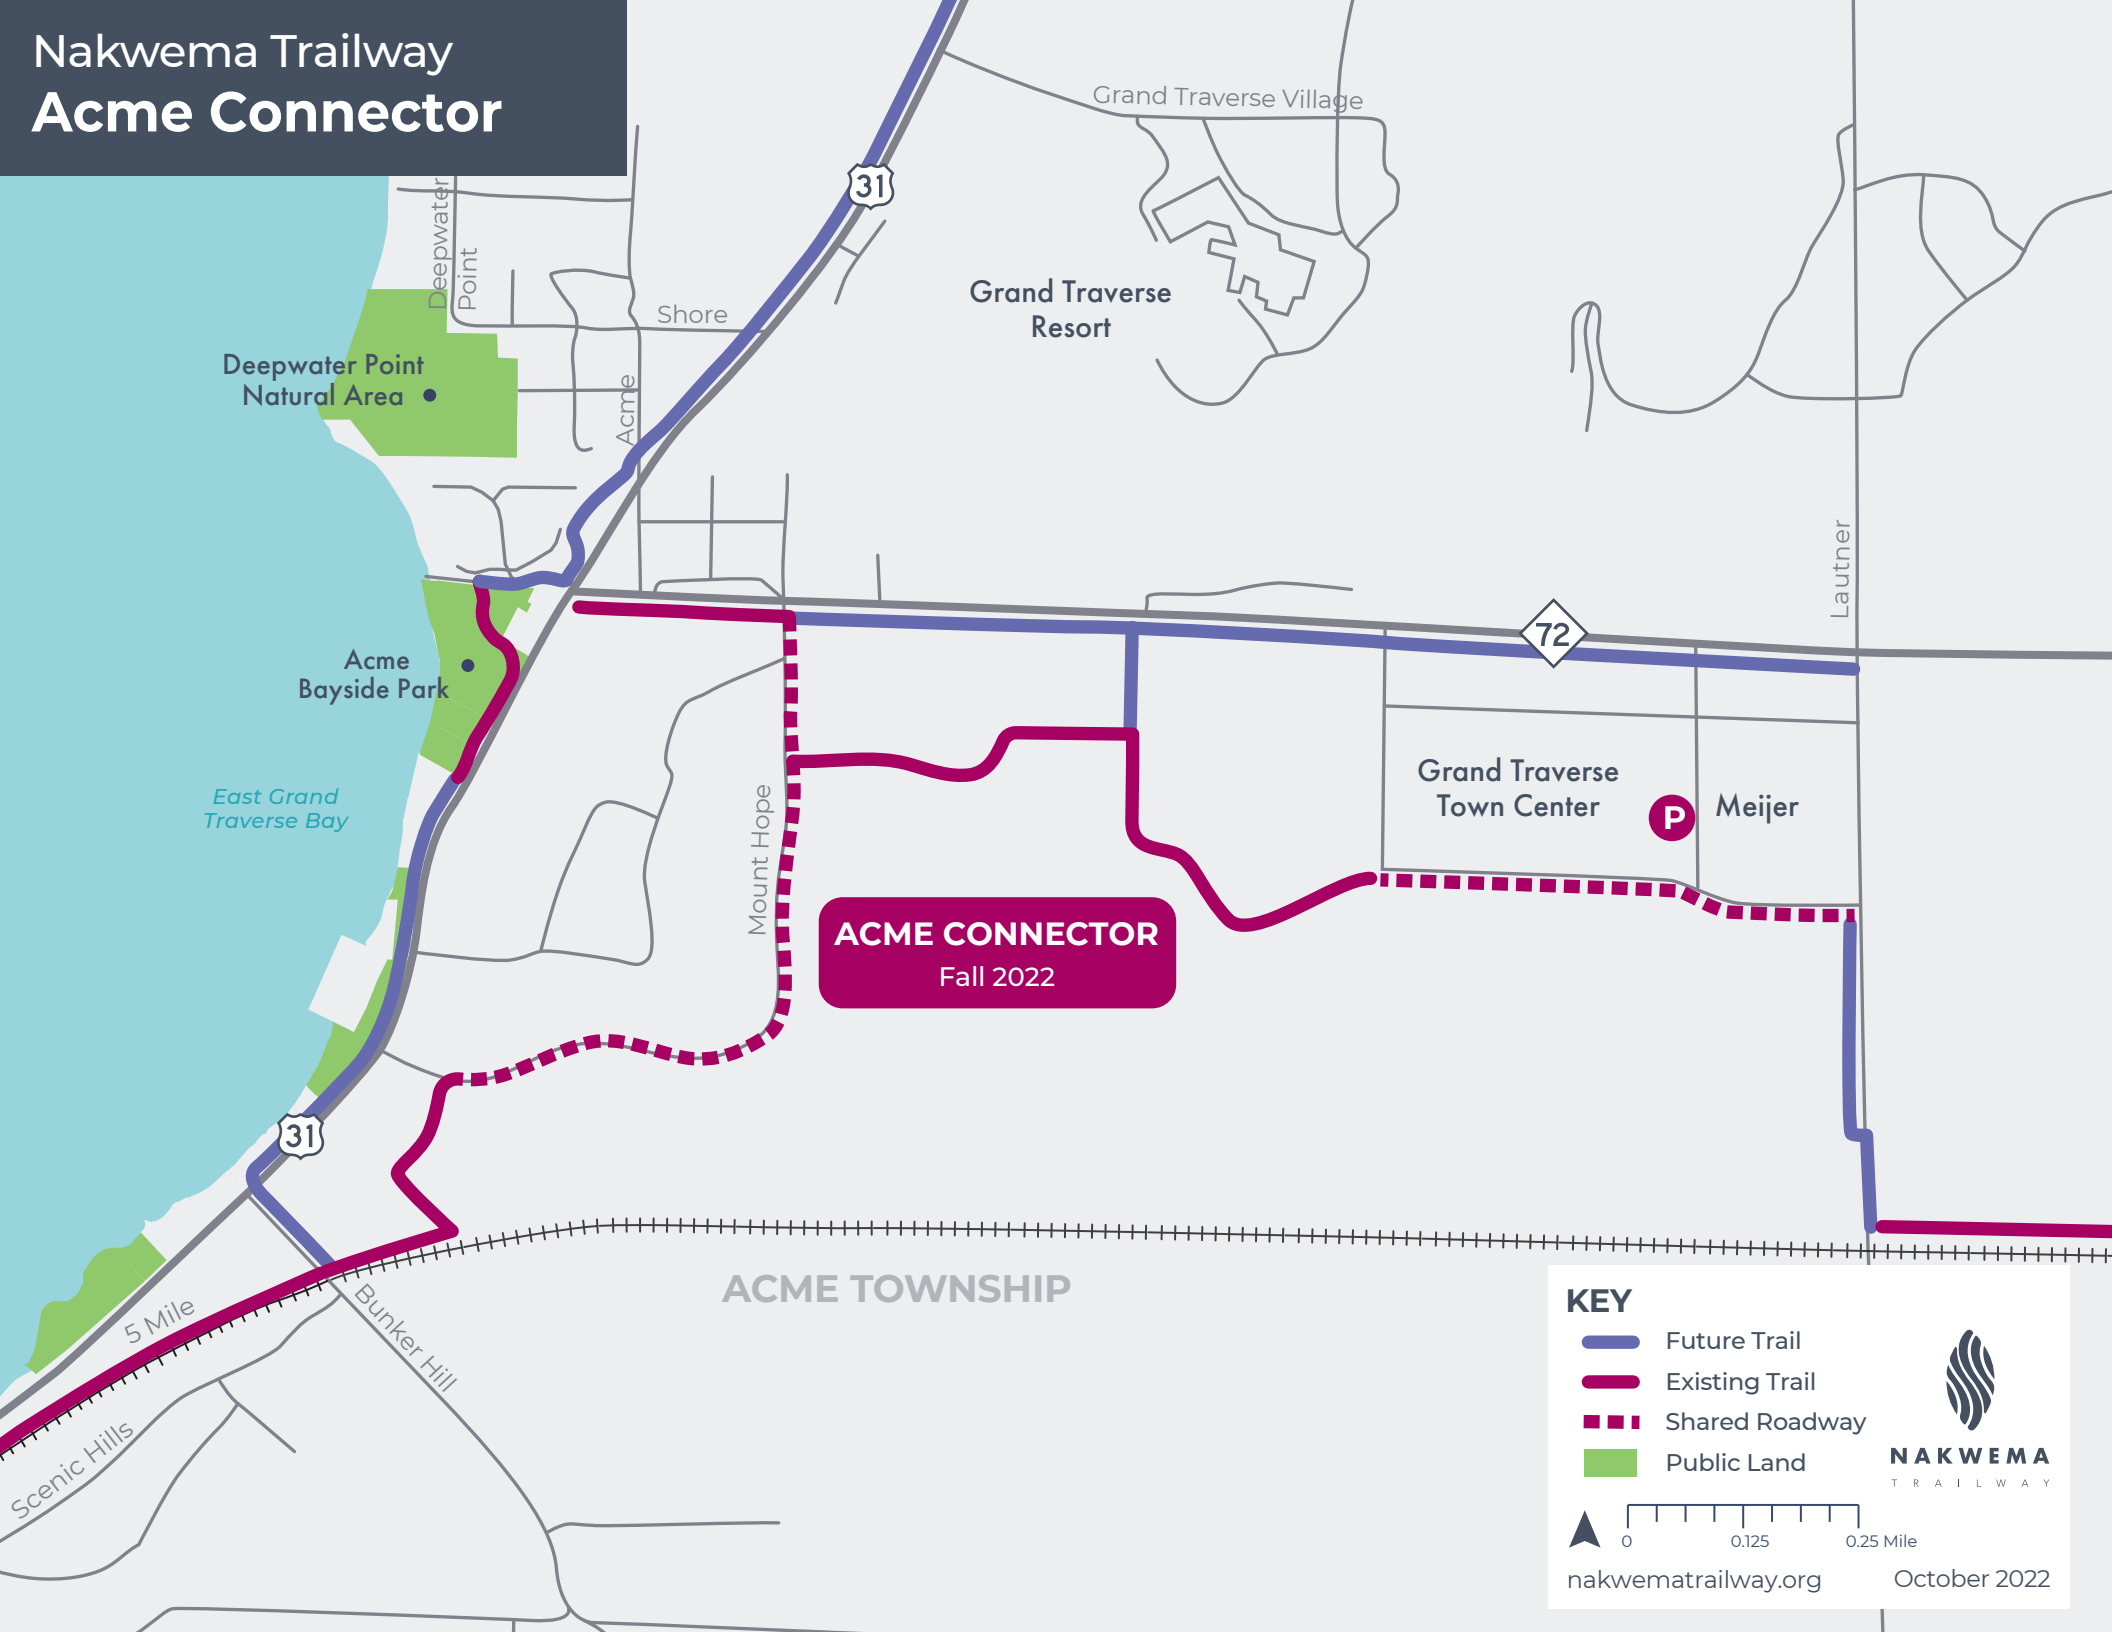 Nakwema Trailway
Acme Connector
Grand Traverse Village
31
Deepwater
Point
Shore
Grand Traverse
Resort
Deepwater Point
Natural Area
Acme
Lautner
72
Acme
Bayside Park
East Grand
Traverse Bay
Mount Hope
Grand Traverse
Town Center
P
Meijer
ACME CONNECTOR
Fall 2022
31
ACME TOWNSHIP
5 Mile
Bunker Hill
Scenic Hills
KEY
Future Trail
Existing Trail
Shared Roadway
Public Land
NAKWEMA
TRAILWAY
0 0.125 0.25 Mile
nakwematrailway.org October 2022